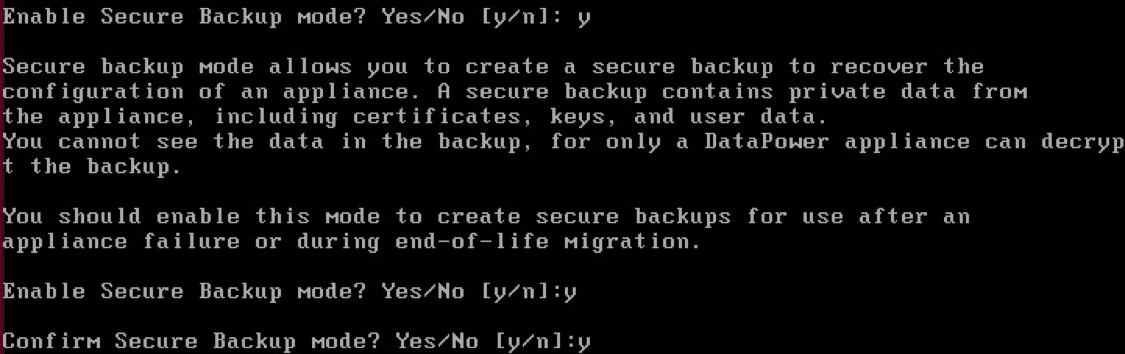 Enable Secure Backup mode? Yes/No [y/n]: y
Secure backup mode allows you to create a secure backup to recover the
configuration of an appliance. A secure backup contains private data from
the appliance, including certificates, keys, and user data.
You cannot see the data in the backup, for only a DataPower appliance can decryp
t the backup.
You should enable this mode to create secure backups for use after an
appliance failure or during end-of-life migration.
Enable Secure Backup mode? Yes/No [y/n]:y
Confirm Secure Backup mode? Yes/No [y/n]:y